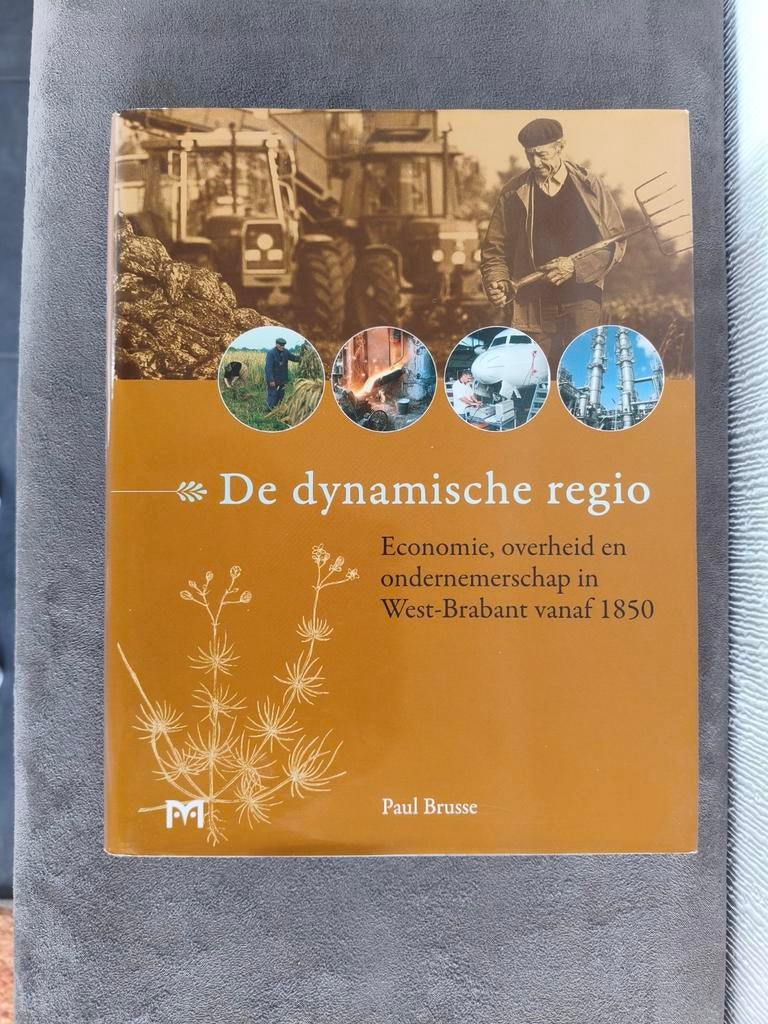 De dynamische regio
Economie, overheid en
ondernemerschap in
West-Brabant vanaf 1850
Paul Brusse